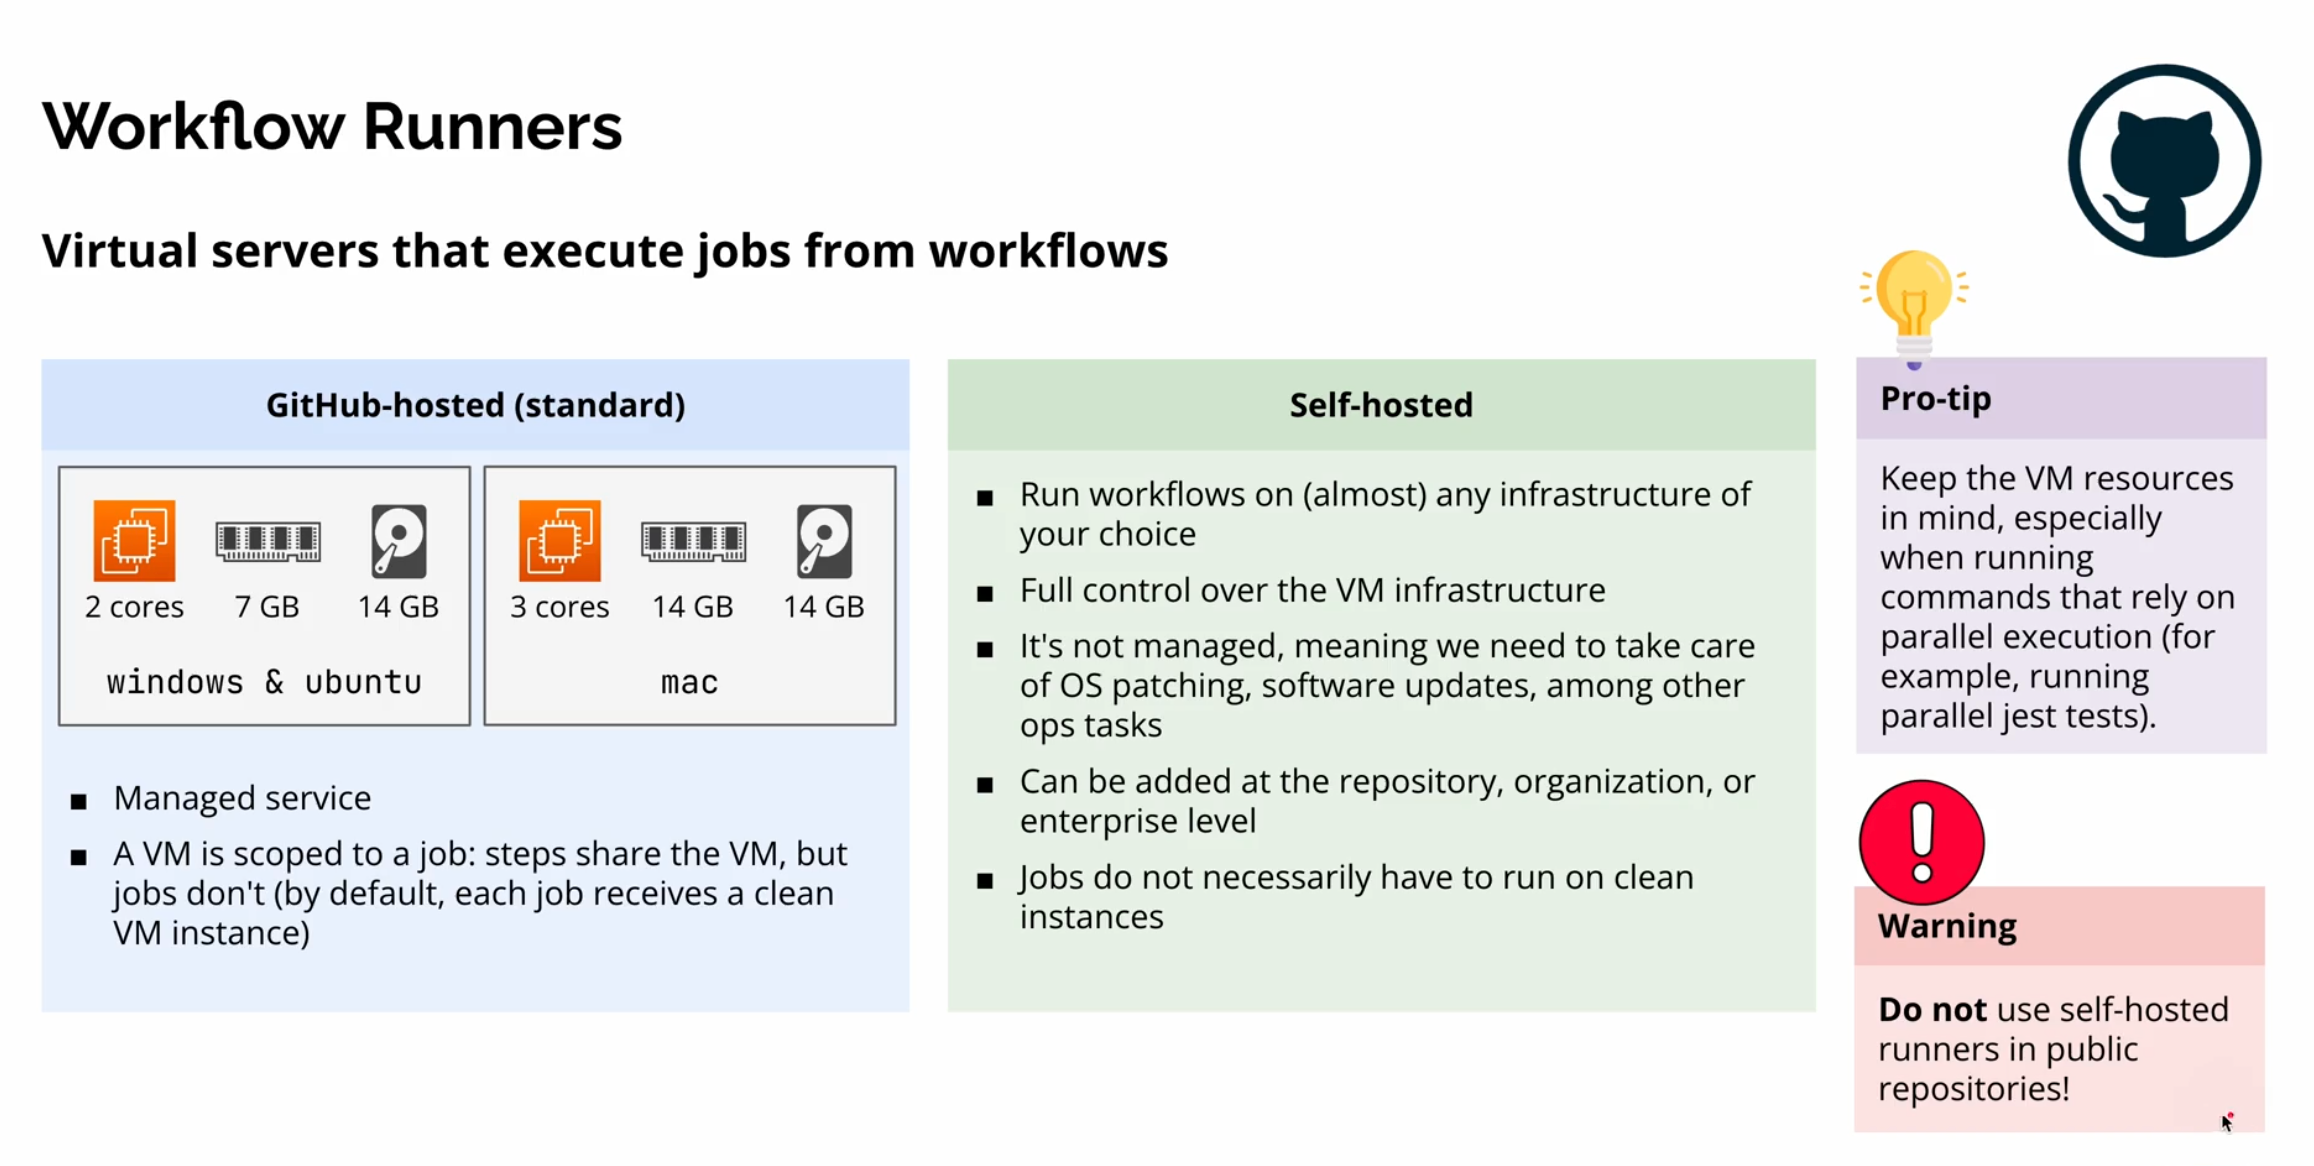 Workflow Runners
Virtual servers that execute jobs from workflows
GitHub-hosted (standard)
2 cores
7 GB
14 GB
windows & ubuntu
3 cores
14 GB
14 GB
mac
■ Managed service
■ A VM is scoped to a job: steps share the VM, but
jobs don't (by default, each job receives a clean
VM instance)
Self-hosted
■ Run workflows on (almost) any infrastructure of
your choice
■ Full control over the VM infrastructure
■ It's not managed, meaning we need to take care
of OS patching, software updates, among other
ops tasks
■ Can be added at the repository, organization, or
enterprise level
■ Jobs do not necessarily have to run on clean
instances
Pro-tip
Keep the VM resources
in mind, especially
when running
commands that rely on
parallel execution (for
example, running
parallel jest tests).
Warning
Do not use self-hosted
runners in public
repositories!